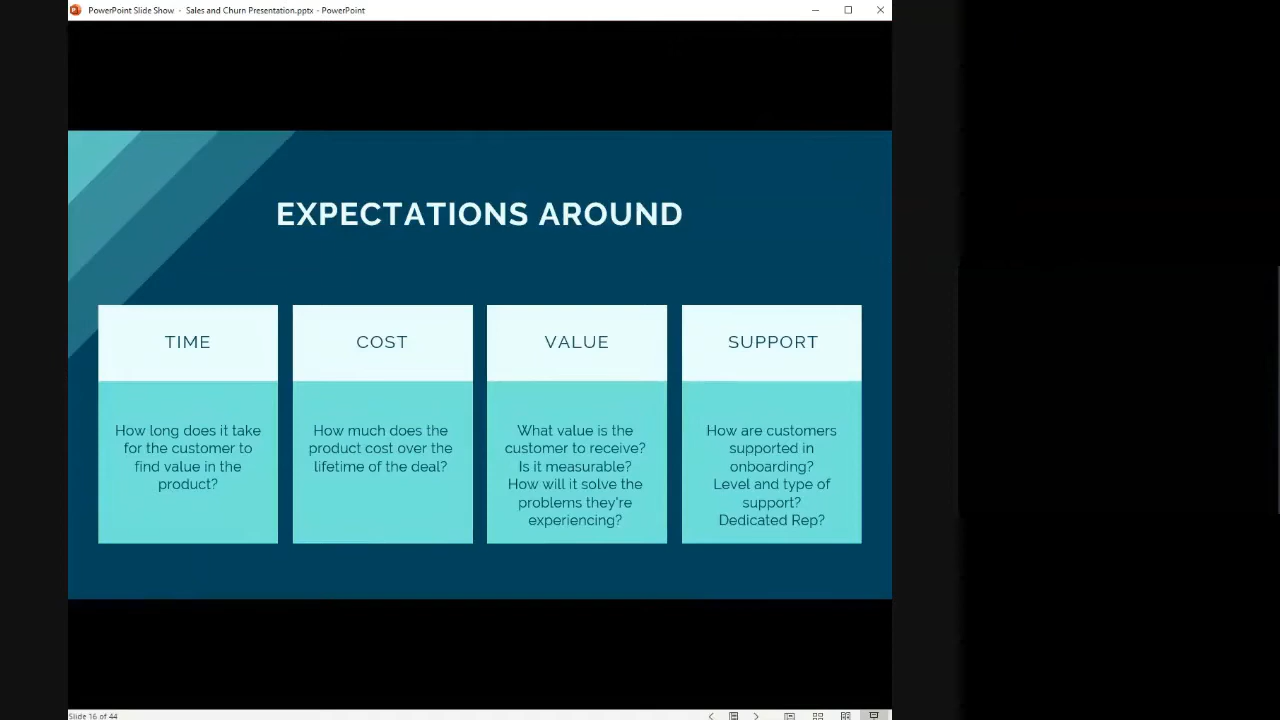 PowerPoint Slide Show - Sales and Churn Presentation.pptx - PowerPoint
EXPECTATIONS AROUND
TIME
How long does it take
for the customer to
find value in the
product?
COST
How much does the
product cost over the
lifetime of the deal?
VALUE
What value is the
customer to receive?
Is it measurable?
How will it solve the
problems they're
experiencing?
SUPPORT
How are customers
supported in
onboarding?
Level and type of
support?
Dedicated Rep?
Slide 16 of 44